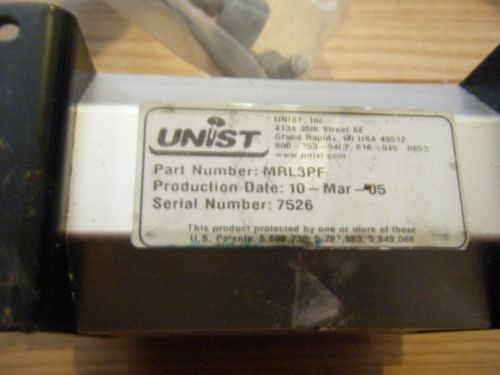 UNIST
UNIST, Inc
4134 36th Street SE
Grand Rapids, MI USA 49512
www.unist.com
Part Number: MRL3PF
Production Date: 10-Mar-05
Serial Number: 7526
This product protected by one or more of these
U.S. Patents.